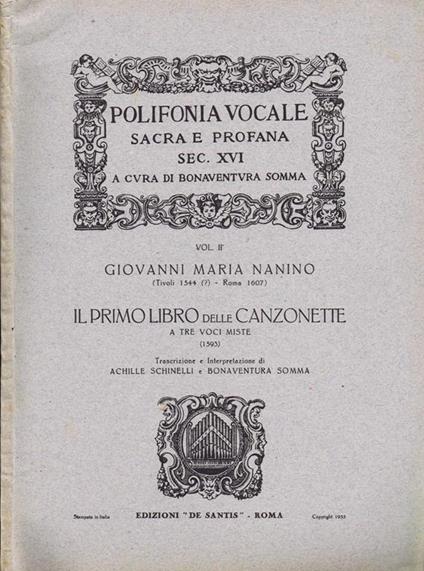 POLIFONIA VOCALE
SACRA E PROFANA
SEC. XVI
A CVRA DI BONAVENTVRA SOMMA
VOL. II°
GIOVANNI MARIA NANINO
(Tivoli 1544 (?) - Roma 1607)
IL PRIMO LIBRO DELLE CANZONETTE
A TRE VOCI MISTE
(1593)
Trascrizione e Interpretazione di
ACHILLE SCHINELLI e BONAVENTURA SOMMA
Stampato in Italia
EDIZIONI "DE SANTIS" - ROMA
Copyright 1953